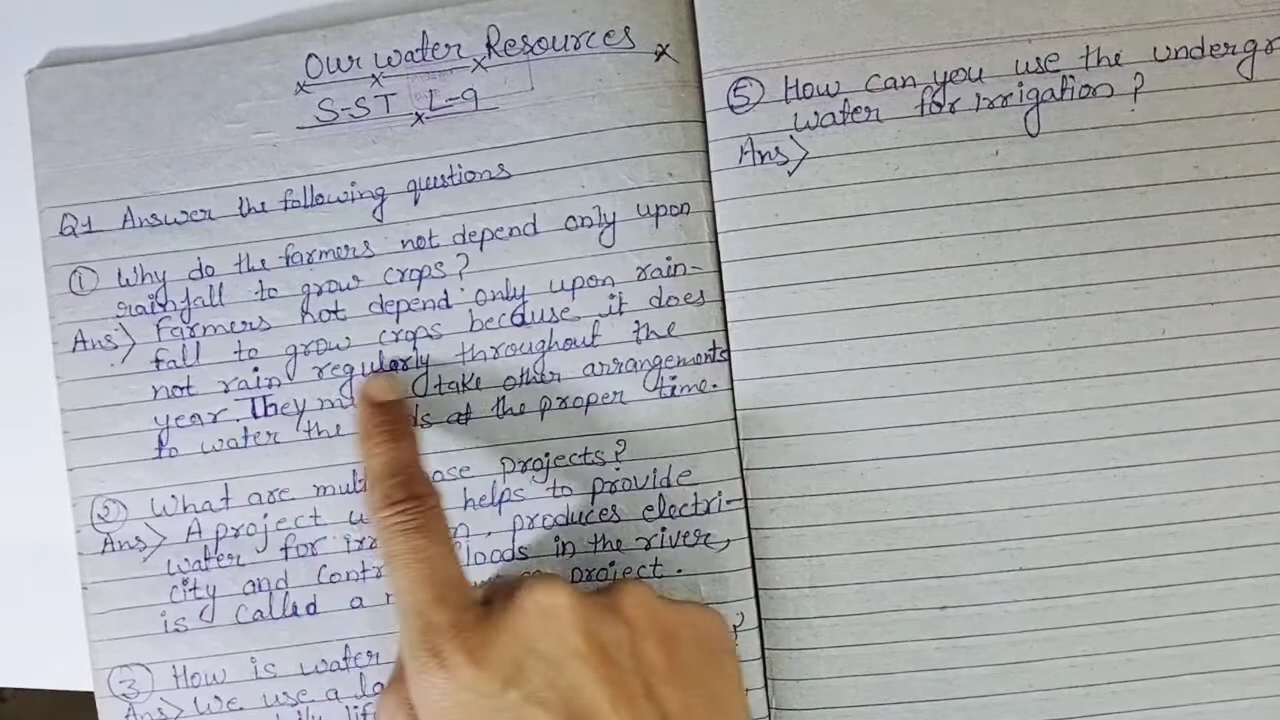 Our water Resources
S-ST L-9
Q1 Answer the following questions
① Why do the farmers not depend only upon
rainfall to grow crops?
Ans> Farmers not depend only upon rain-
fall to grow crops because it does
not rain regularly throughout the
year. They take other arrangements
to water the at the proper time.
② What are projects?
Ans> A project helps to provide
water for produces electri-
city and floods in the river,
is called a project.
③ How is water ?
Ans> We use a
⑤ How can you use the
water for irrigation?
Ans>